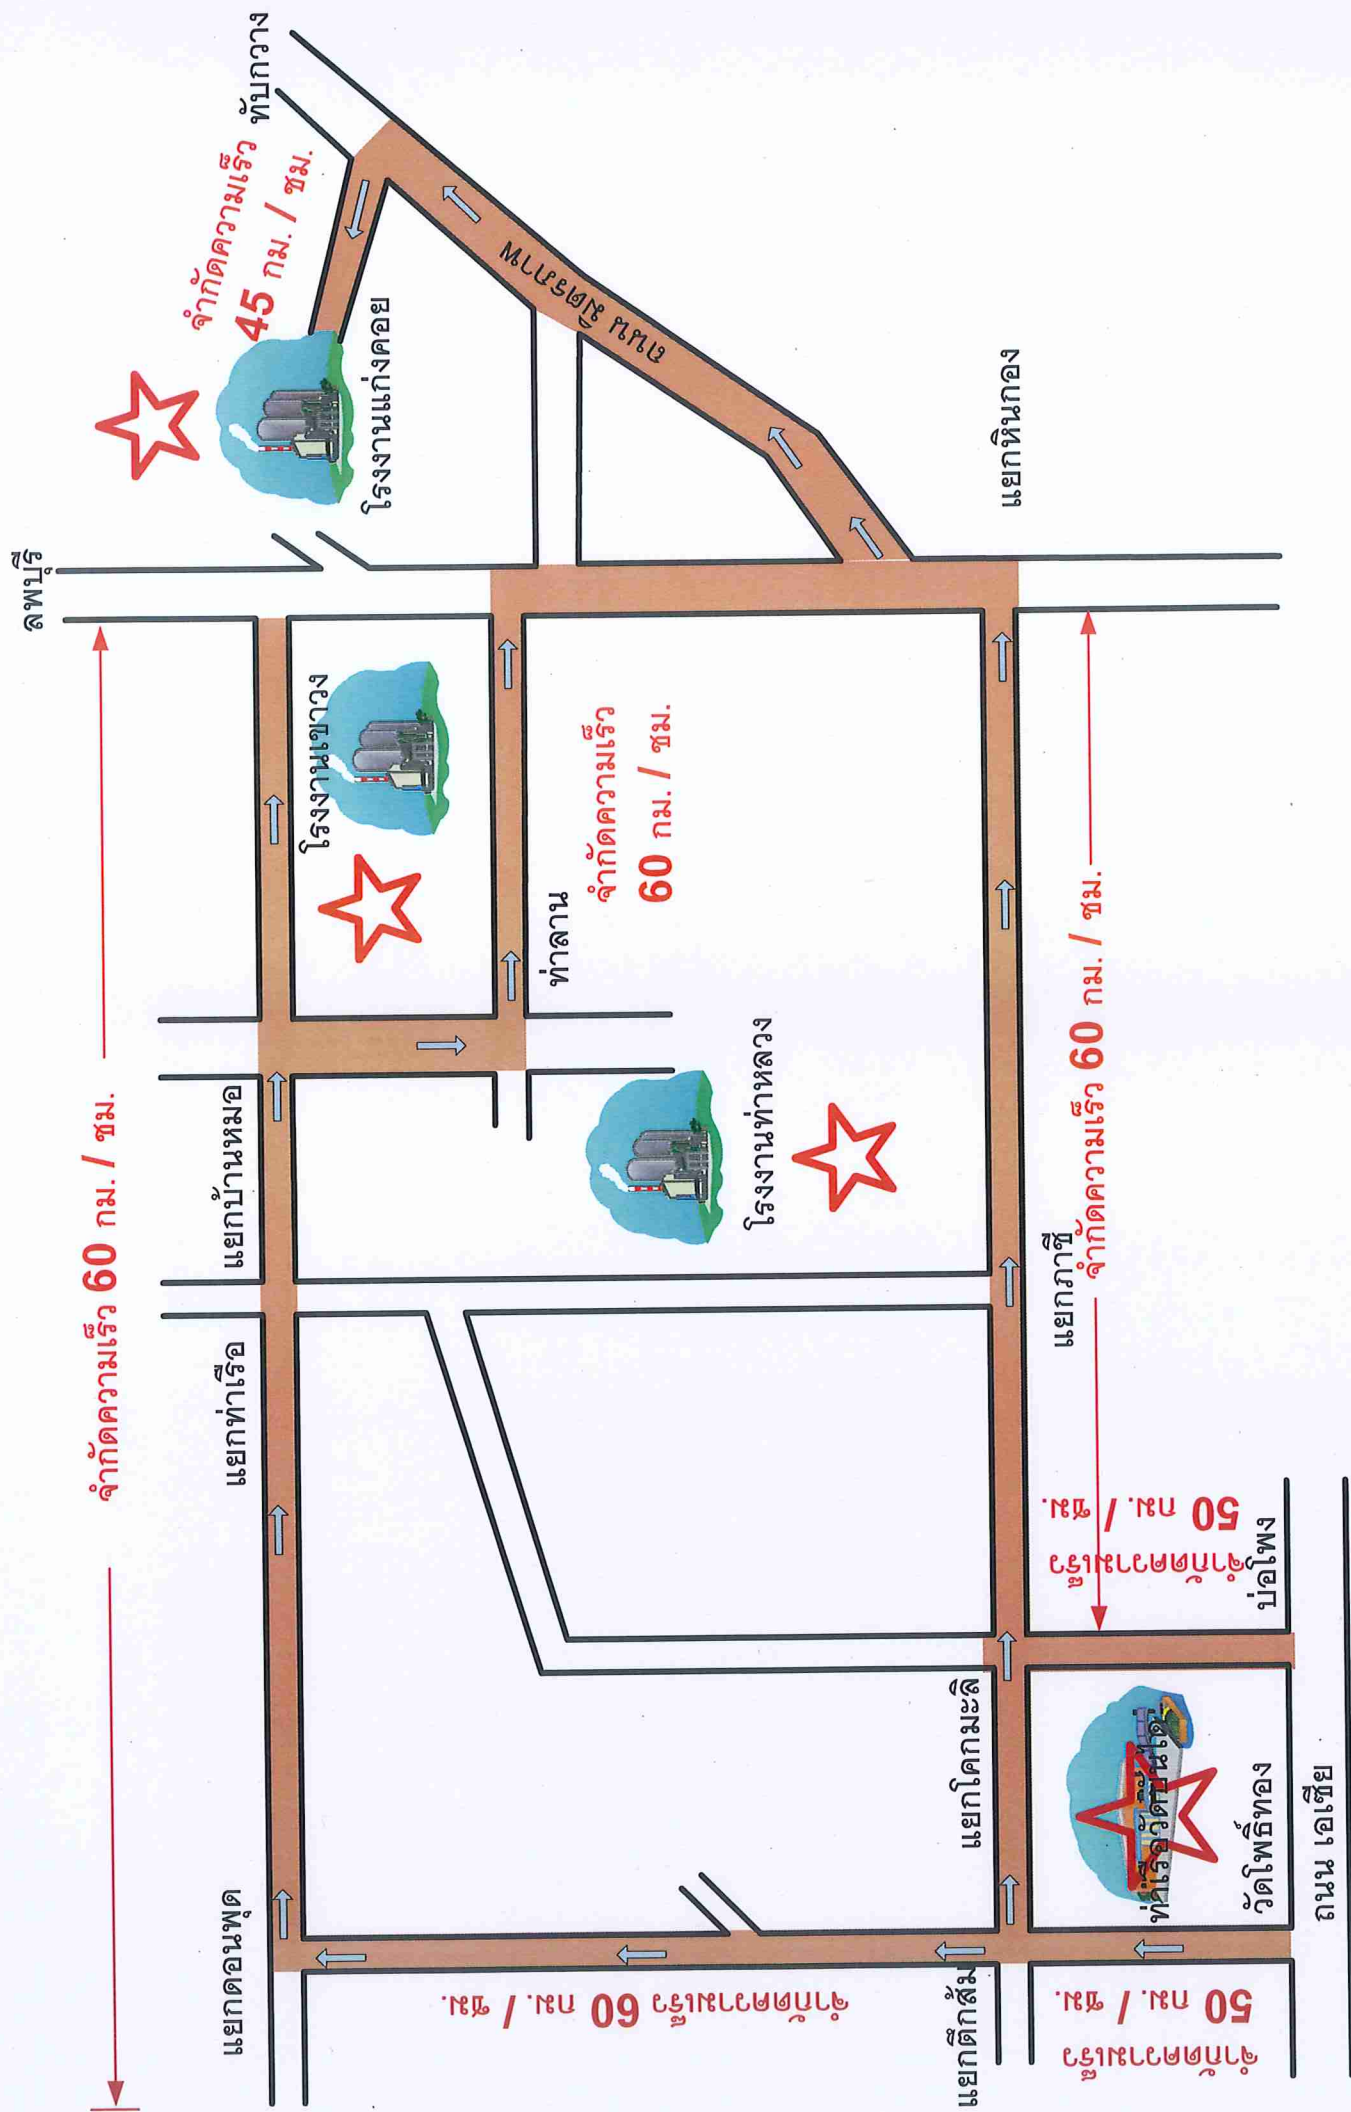 ลพบุรี
จำกัดความเร็ว 60 กม. / ชม.
แยกดอนพุด
แยกท่าเรือ
แยกบ้านหมอ
โรงงานเขาวง
จำกัดความเร็ว
45 กม. / ชม.
ทับกวาง
โรงงานแก่งคอย
ท่าลาน
จำกัดความเร็ว
60 กม. / ชม.
ถนน มิตรภาพ
โรงงานท่าหลวง
จำกัดความเร็ว 60 กม. / ชม.
แยกตึกส้ม
แยกโคกมะลิ
แยกภาชี
แยกหินกอง
จำกัดความเร็ว 60 กม. / ชม.
จำกัดความเร็ว
50 กม. / ชม.
จำกัดความเร็ว
50 กม. / ชม.
ท่าเรือวัดบันได
วัดโพธิ์ทอง
บ่อโพง
ถนน เอเซีย